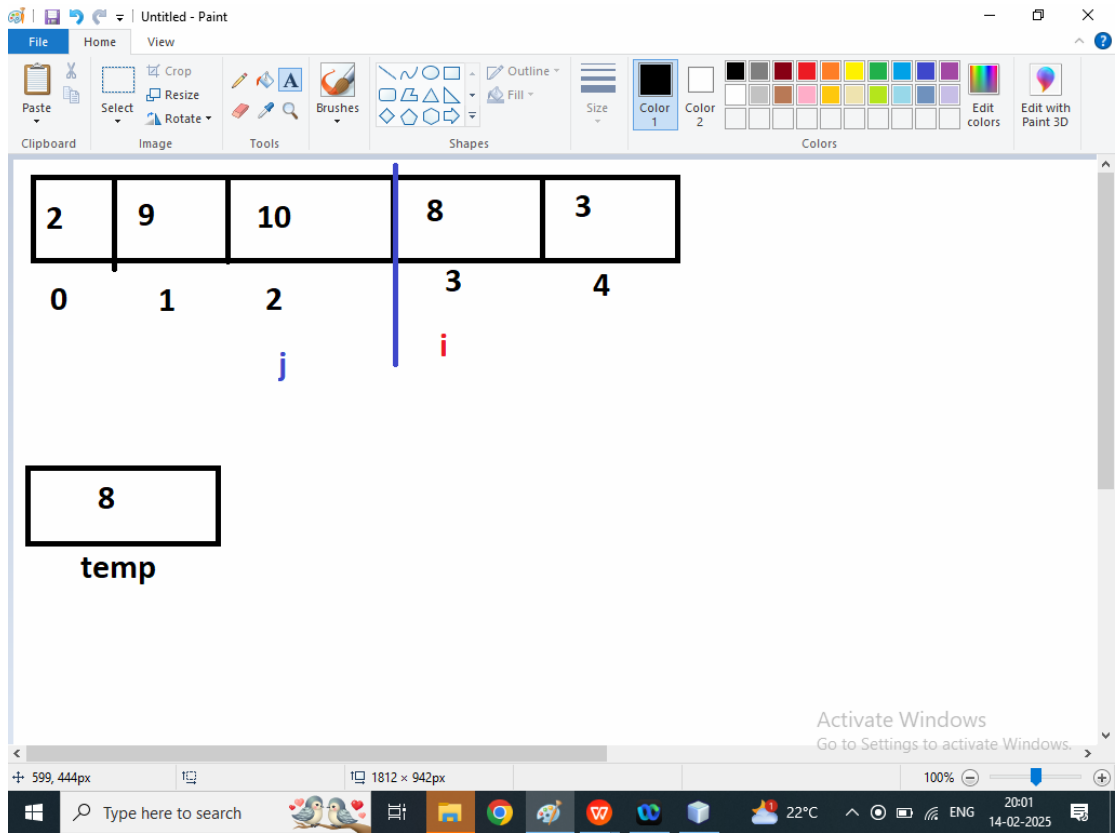 Untitled - Paint
File Home View
Paste
Clipboard
Select
Crop
Resize
Rotate
Image
A
Tools
Brushes
Outline
Fill
Shapes
Size
Color 1
Color 2
Edit colors
Edit with Paint 3D
Colors
2 9 10 8 3
0 1 2 3 4
j i
8
temp
Activate Windows
Go to Settings to activate Windows.
599, 444px 1812 × 942px 100%
Type here to search 22°C ENG 20:01
14-02-2025